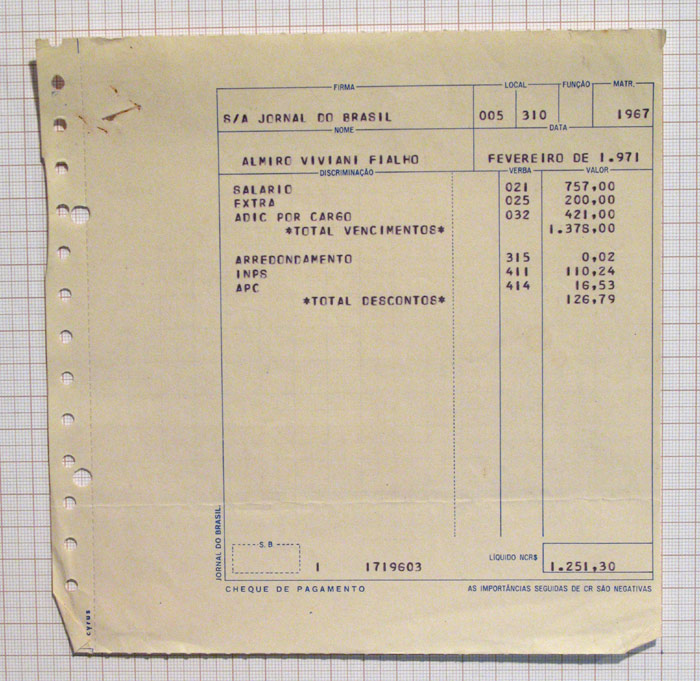 FIRMA LOCAL FUNÇÃO MATR.
S/A JORNAL DO BRASIL 005 310 1967
NOME DATA
ALMIRO VIVIANI FIALHO FEVEREIRO DE 1.971
DISCRIMINAÇÃO VERBA VALOR
SALARIO 021 757,00
EXTRA 025 200,00
ADIC POR CARGO 032 421,00
*TOTAL VENCIMENTOS* 1.378,00
ARREDONDAMENTO 315 0,02
INPS 411 110,24
APC 414 16,53
*TOTAL DESCONTOS* 126,79
JORNAL DO BRASIL
S. B.
1 1719603
LÍQUIDO NCR$ 1.251,30
CHEQUE DE PAGAMENTO AS IMPORTÂNCIAS SEGUIDAS DE CR SÃO NEGATIVAS
cyrus